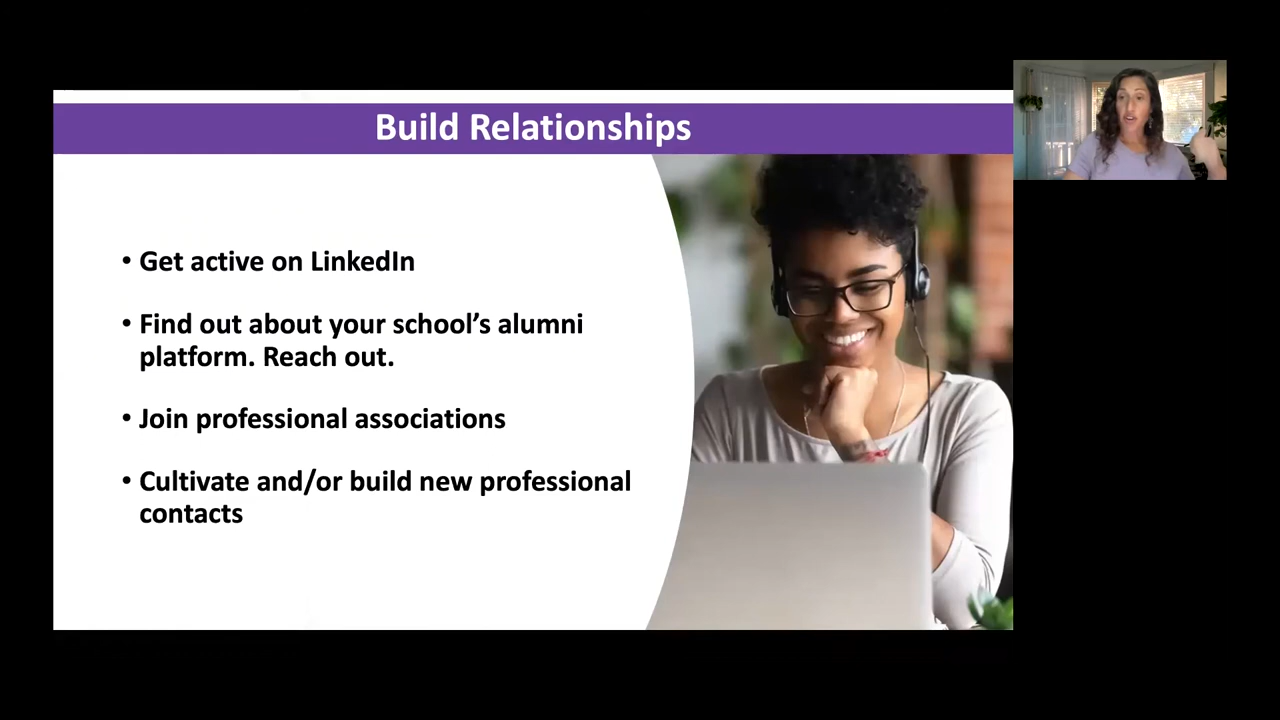 Build Relationships
• Get active on LinkedIn
• Find out about your school’s alumni
platform. Reach out.
• Join professional associations
• Cultivate and/or build new professional
contacts